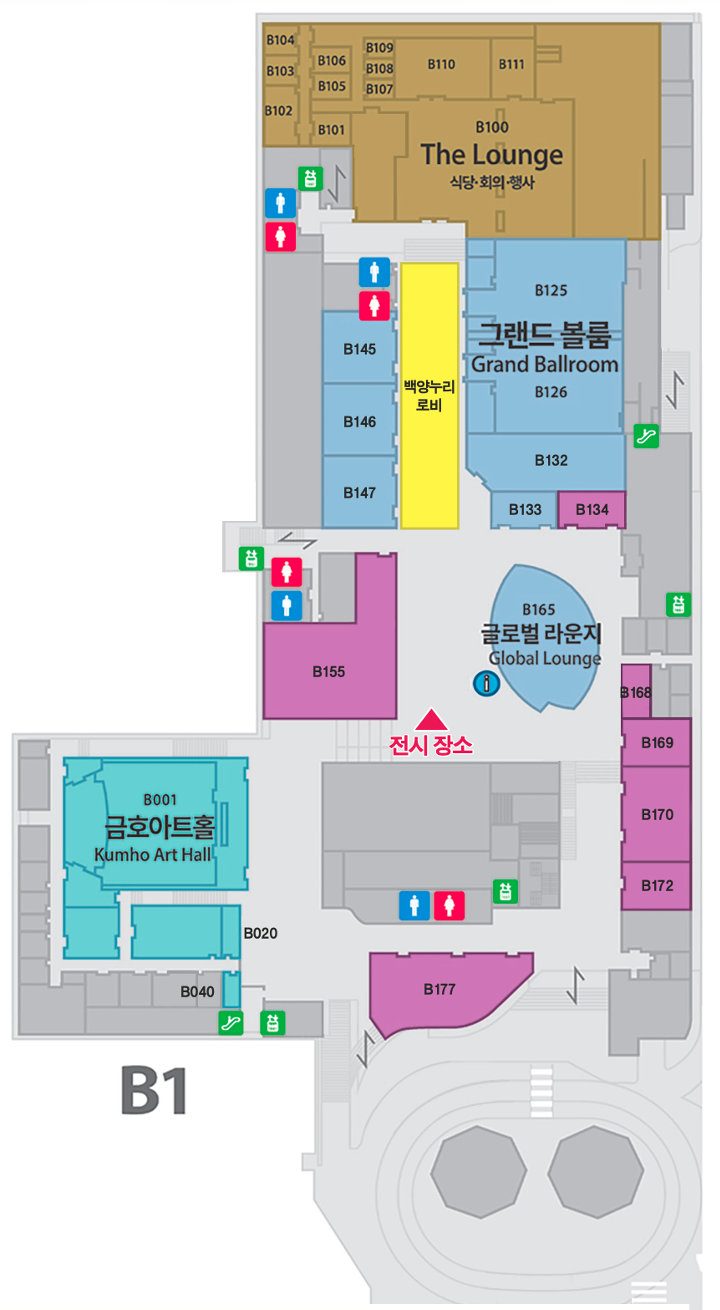 B104
B103
B102
B106
B105
B101
B109
B108
B107
B110
B111
B100
The Lounge
식당·회의·행사
B125
그랜드 볼룸
Grand Ballroom
B126
B132
B133
B134
B145
B146
B147
백양누리
로비
B165
글로벌 라운지
Global Lounge
i
B155
전시 장소
B168
B169
B170
B172
B001
금호아트홀
Kumho Art Hall
B020
B040
B177
B1